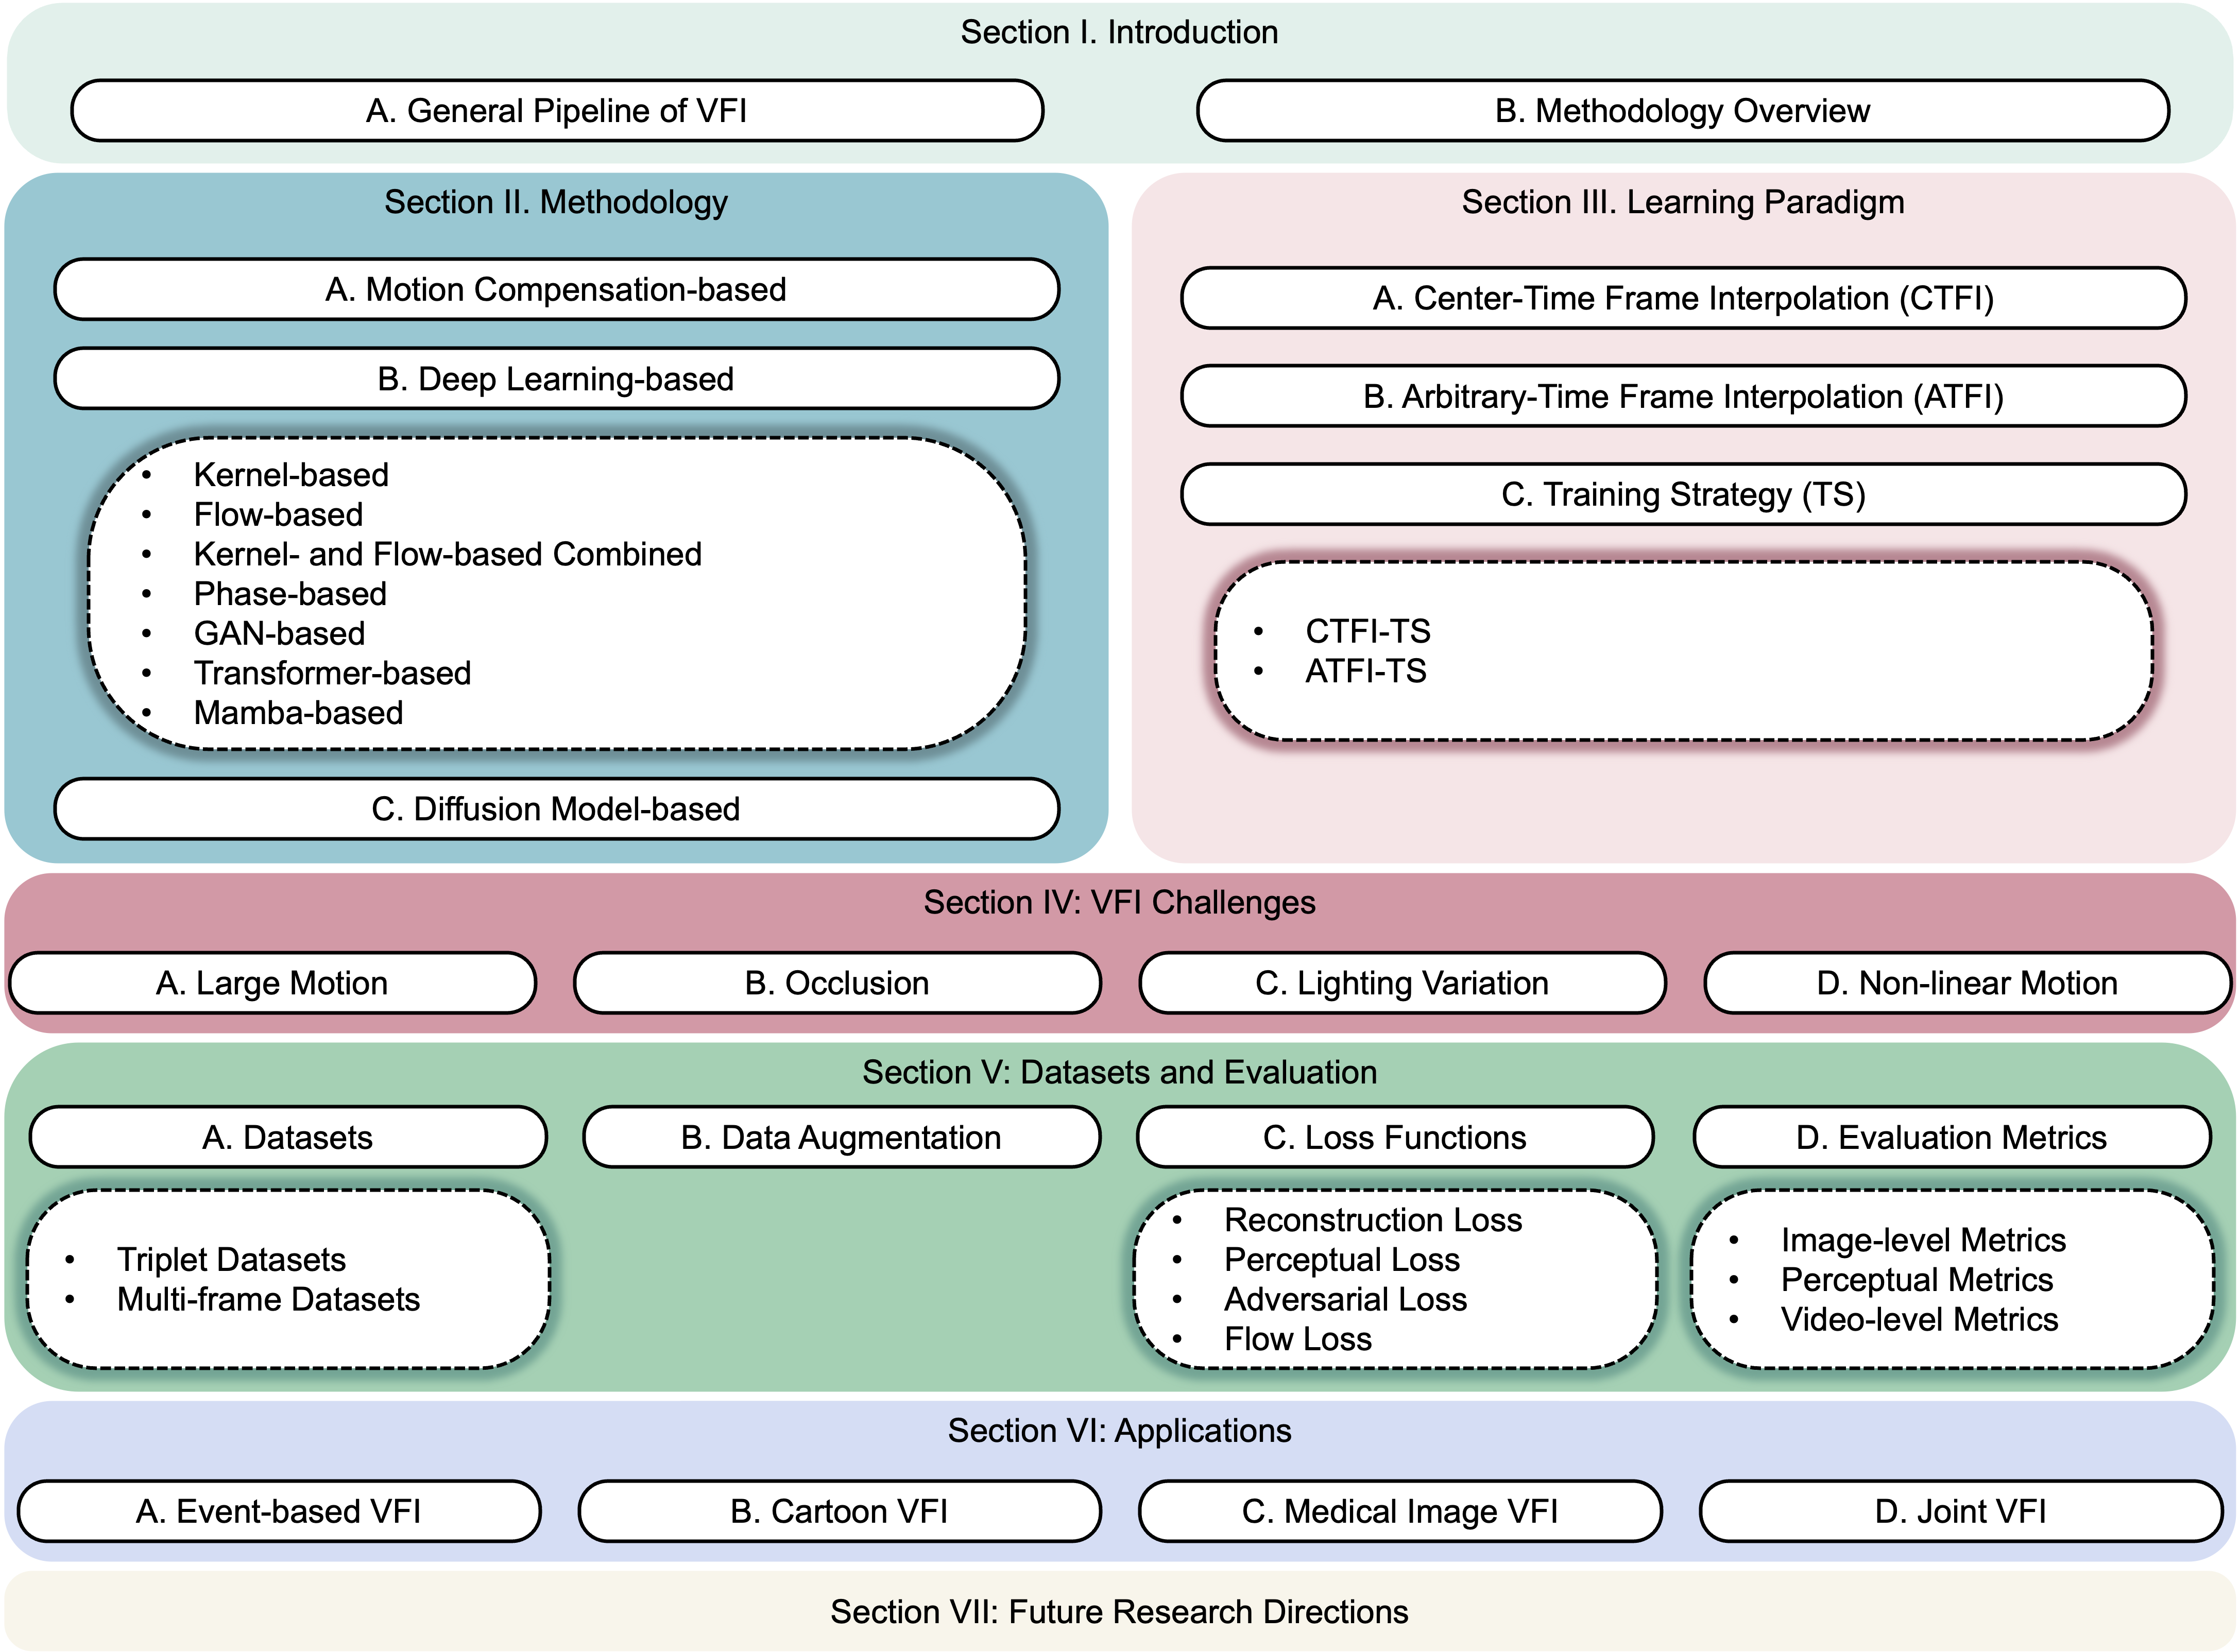 Section I. Introduction
A. General Pipeline of VFI
B. Methodology Overview
Section II. Methodology
A. Motion Compensation-based
B. Deep Learning-based
• Kernel-based
• Flow-based
• Kernel- and Flow-based Combined
• Phase-based
• GAN-based
• Transformer-based
• Mamba-based
C. Diffusion Model-based
Section III. Learning Paradigm
A. Center-Time Frame Interpolation (CTFI)
B. Arbitrary-Time Frame Interpolation (ATFI)
C. Training Strategy (TS)
• CTFI-TS
• ATFI-TS
Section IV: VFI Challenges
A. Large Motion
B. Occlusion
C. Lighting Variation
D. Non-linear Motion
Section V: Datasets and Evaluation
A. Datasets
• Triplet Datasets
• Multi-frame Datasets
B. Data Augmentation
C. Loss Functions
• Reconstruction Loss
• Perceptual Loss
• Adversarial Loss
• Flow Loss
D. Evaluation Metrics
• Image-level Metrics
• Perceptual Metrics
• Video-level Metrics
Section VI: Applications
A. Event-based VFI
B. Cartoon VFI
C. Medical Image VFI
D. Joint VFI
Section VII: Future Research Directions